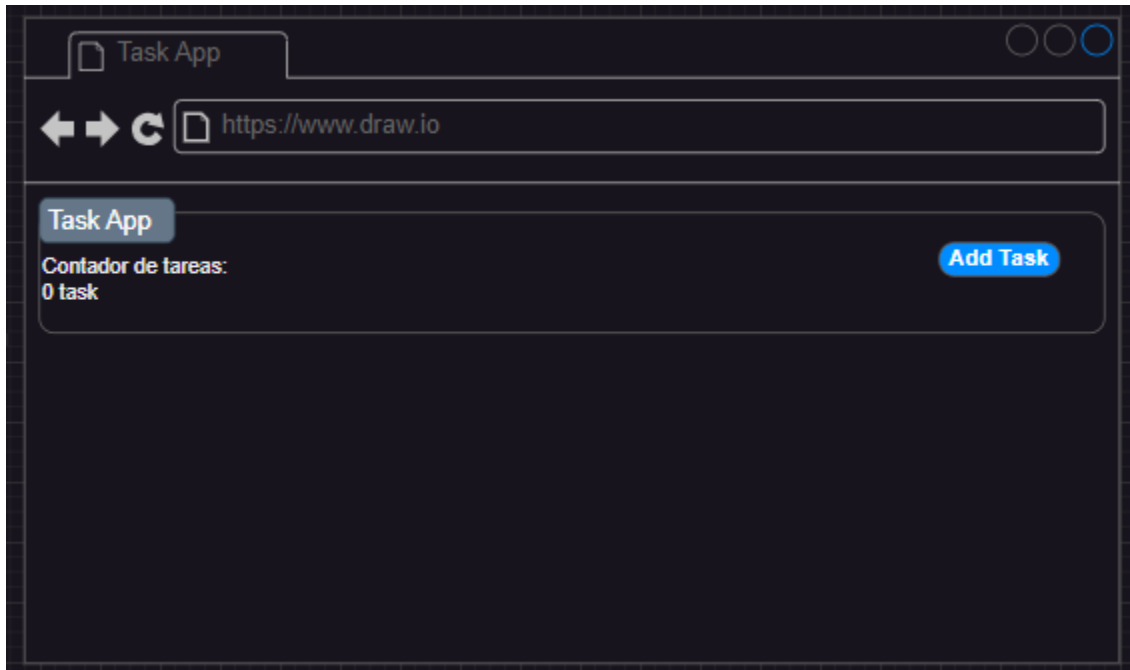 Task App
https://www.draw.io
Task App
Contador de tareas:
0 task
Add Task